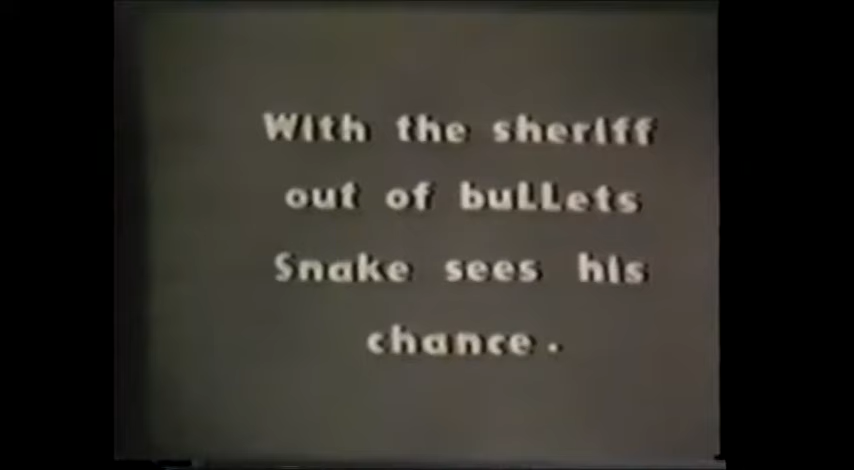 With the sheriff
out of bullets
Snake sees his
chance.